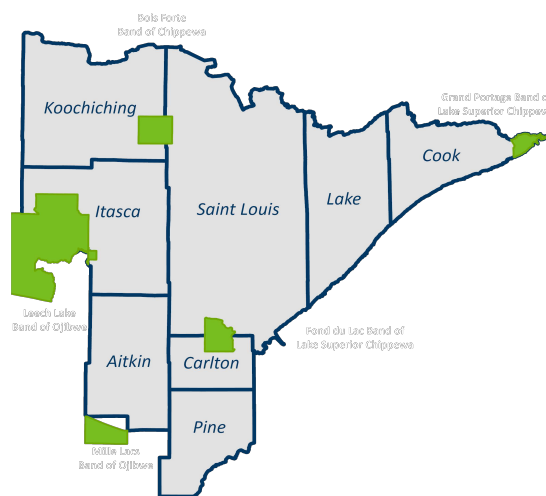 Bois Forte
Band of Chippewa
Grand Portage Band of
Lake Superior Chippewa
Koochiching
Cook
Itasca
Saint Louis
Lake
Leech Lake
Band of Ojibwe
Fond du Lac Band of
Lake Superior Chippewa
Aitkin
Carlton
Pine
Mille Lacs
Band of Ojibwe